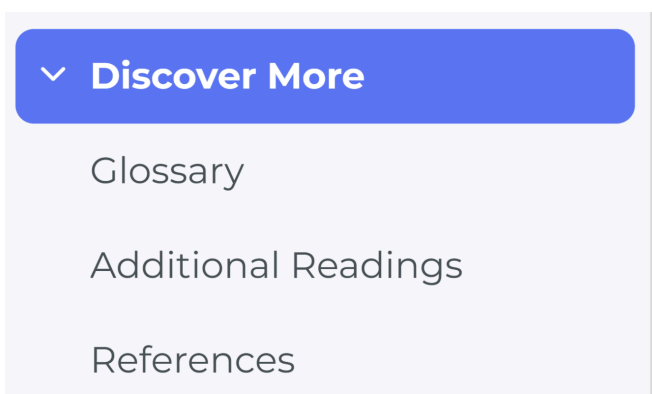 Discover More
Glossary
Additional Readings
References